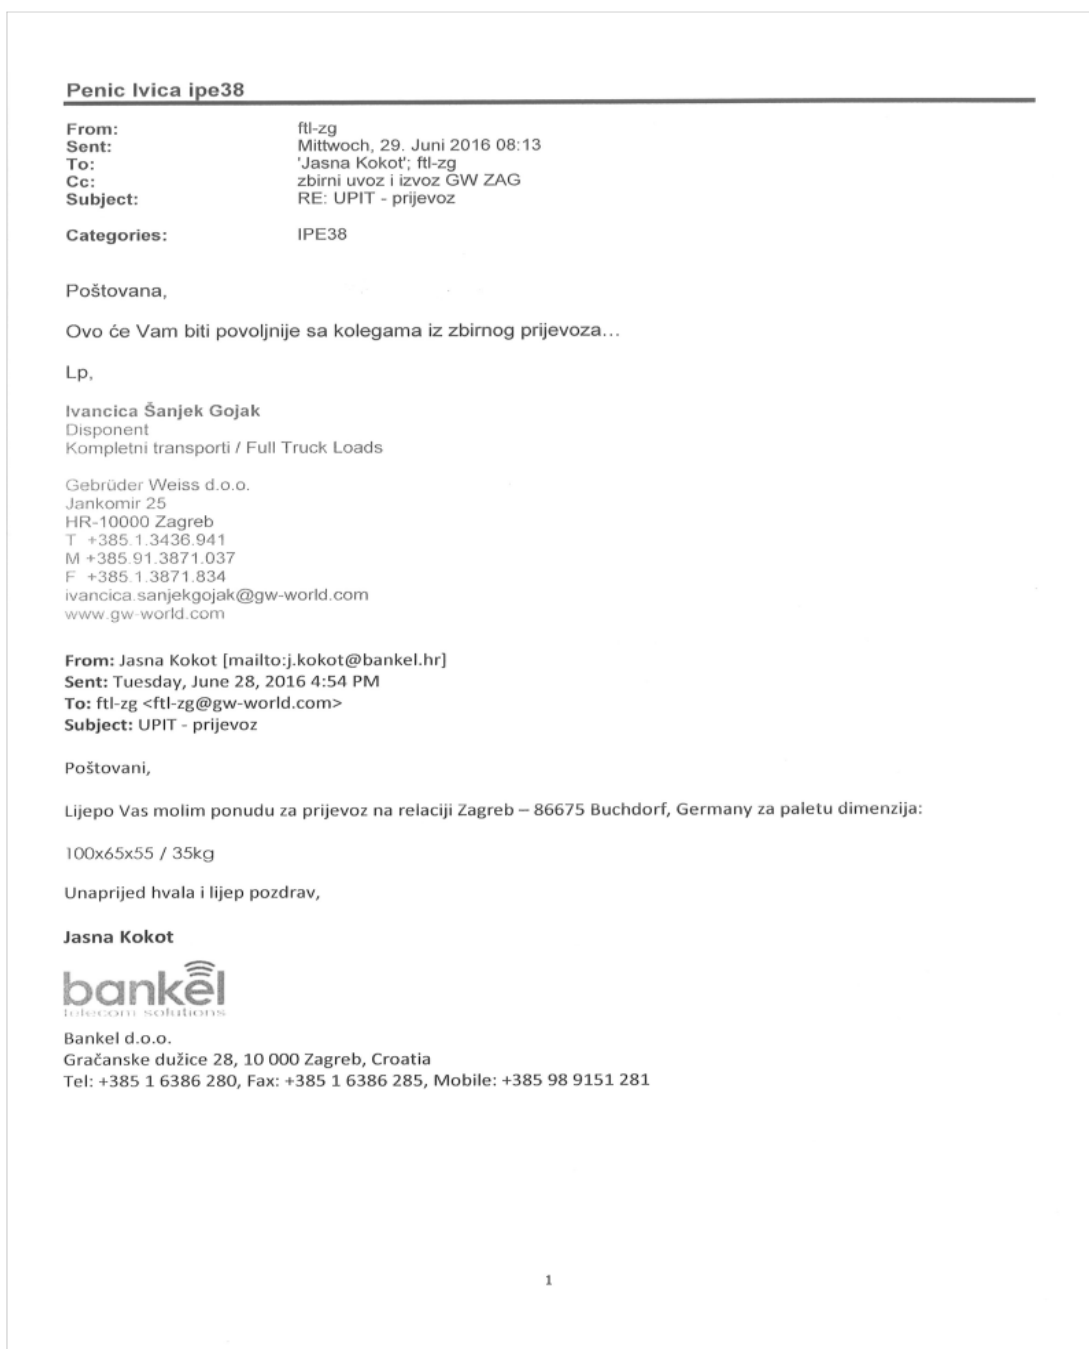 Penic Ivica ipe38
From: ftl-zg
Sent: Mittwoch, 29. Juni 2016 08:13
To: 'Jasna Kokot'; ftl-zg
Cc: zbirni uvoz i izvoz GW ZAG
Subject: RE: UPIT - prijevoz
Categories: IPE38
Poštovana,
Ovo će Vam biti povoljnije sa kolegama iz zbirnog prijevoza...
Lp,
Ivancica Šanjek Gojak
Disponent
Kompletni transporti / Full Truck Loads
Gebrüder Weiss d.o.o.
Jankomir 25
HR-10000 Zagreb
T +385.1.3436.941
M +385.91.3871.037
F +385.1.3871.834
ivancica.sanjekgojak@gw-world.com
www.gw-world.com
From: Jasna Kokot [mailto:j.kokot@bankel.hr]
Sent: Tuesday, June 28, 2016 4:54 PM
To: ftl-zg <ftl-zg@gw-world.com>
Subject: UPIT - prijevoz
Poštovani,
Lijepo Vas molim ponudu za prijevoz na relaciji Zagreb – 86675 Buchdorf, Germany za paletu dimenzija:
100x65x55 / 35kg
Unaprijed hvala i lijep pozdrav,
Jasna Kokot
bankel
telecom solutions
Bankel d.o.o.
Gračanske dužice 28, 10 000 Zagreb, Croatia
Tel: +385 1 6386 280, Fax: +385 1 6386 285, Mobile: +385 98 9151 281
1